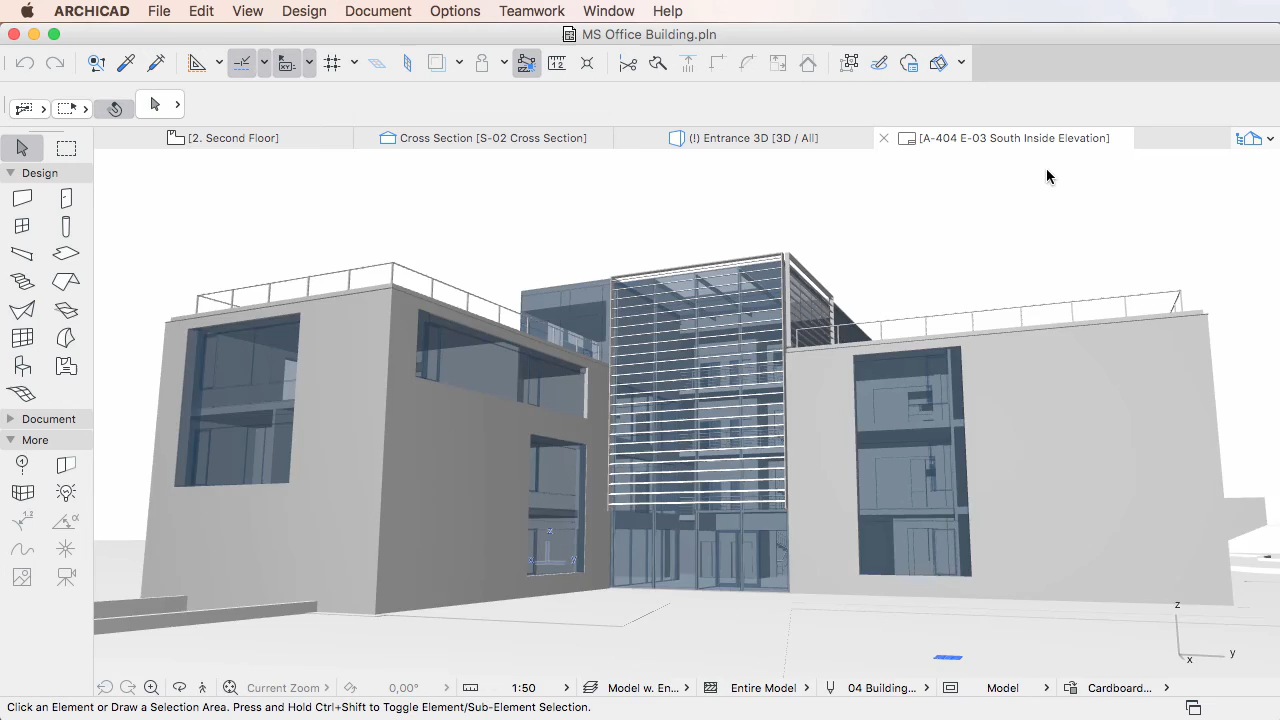 ARCHICAD File Edit View Design Document Options Teamwork Window Help
MS Office Building.pln
[2. Second Floor] Cross Section [S-02 Cross Section] (!) Entrance 3D [3D / All] [A-404 E-03 South Inside Elevation]
Design
Document
More
1,2
z
y
x
Current Zoom 0,00° 1:50 Model w. En... Entire Model 04 Building... Model Cardboard...
Click an Element or Draw a Selection Area. Press and Hold Ctrl+Shift to Toggle Element/Sub-Element Selection.